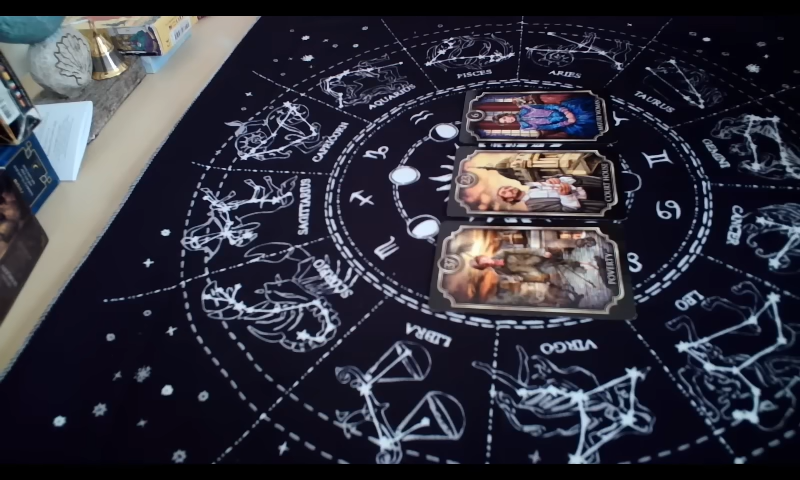 PISCES
ARIES
TAURUS
GEMINI
CANCER
LEO
VIRGO
LIBRA
SCORPIO
SAGITTARIUS
CAPRICORN
AQUARIUS
COURT HOUSE
POVERTY